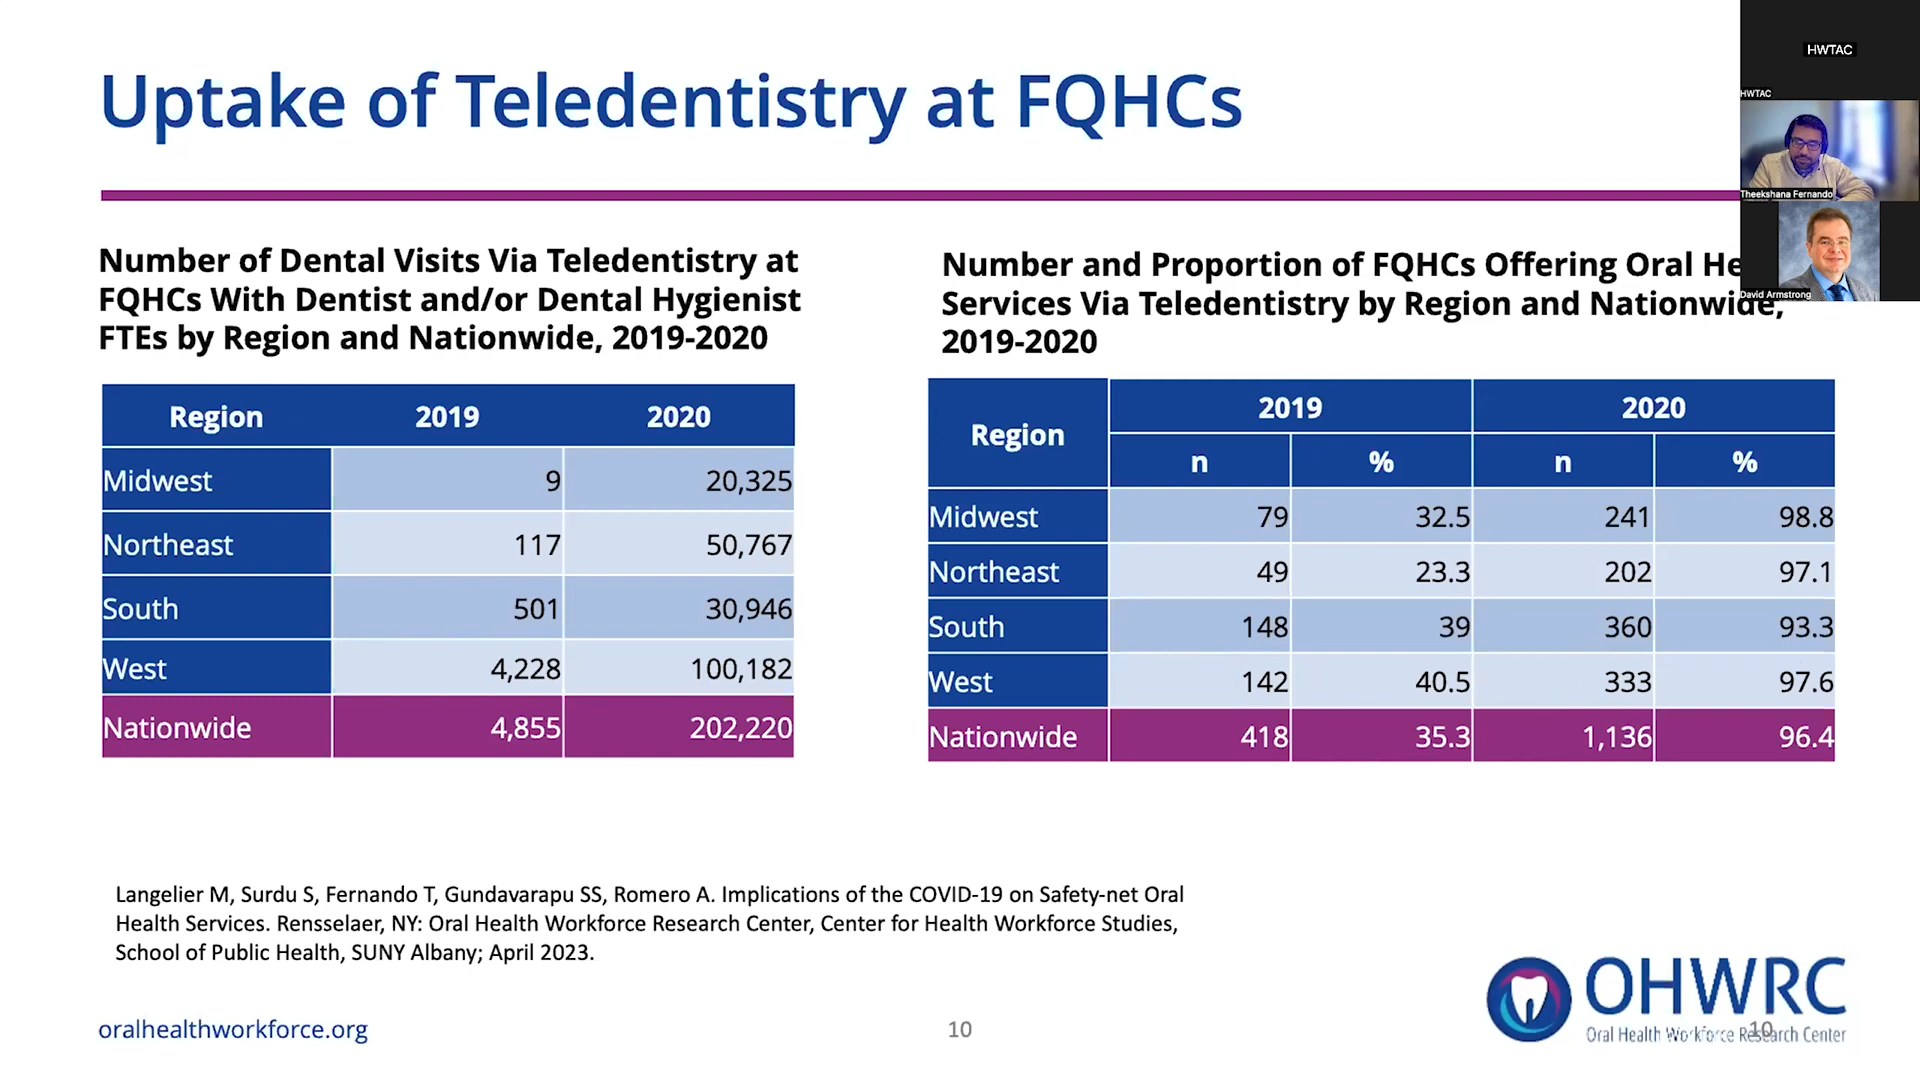 Uptake of Teledentistry at FQHCs
HWTAC
HWTAC
Theekshana Fernando
David Armstrong
Number of Dental Visits Via Teledentistry at
FQHCs With Dentist and/or Dental Hygienist
FTEs by Region and Nationwide, 2019-2020
Region 2019 2020
Midwest 9 20,325
Northeast 117 50,767
South 501 30,946
West 4,228 100,182
Nationwide 4,855 202,220
Number and Proportion of FQHCs Offering Oral He
Services Via Teledentistry by Region and Nationwide,
2019-2020
Region 2019 2020
n % n %
Midwest 79 32.5 241 98.8
Northeast 49 23.3 202 97.1
South 148 39 360 93.3
West 142 40.5 333 97.6
Nationwide 418 35.3 1,136 96.4
Langelier M, Surdu S, Fernando T, Gundavarapu SS, Romero A. Implications of the COVID-19 on Safety-net Oral
Health Services. Rensselaer, NY: Oral Health Workforce Research Center, Center for Health Workforce Studies,
School of Public Health, SUNY Albany; April 2023.
oralhealthworkforce.org
10
OHWRC
Oral Health Workforce Research Center
10